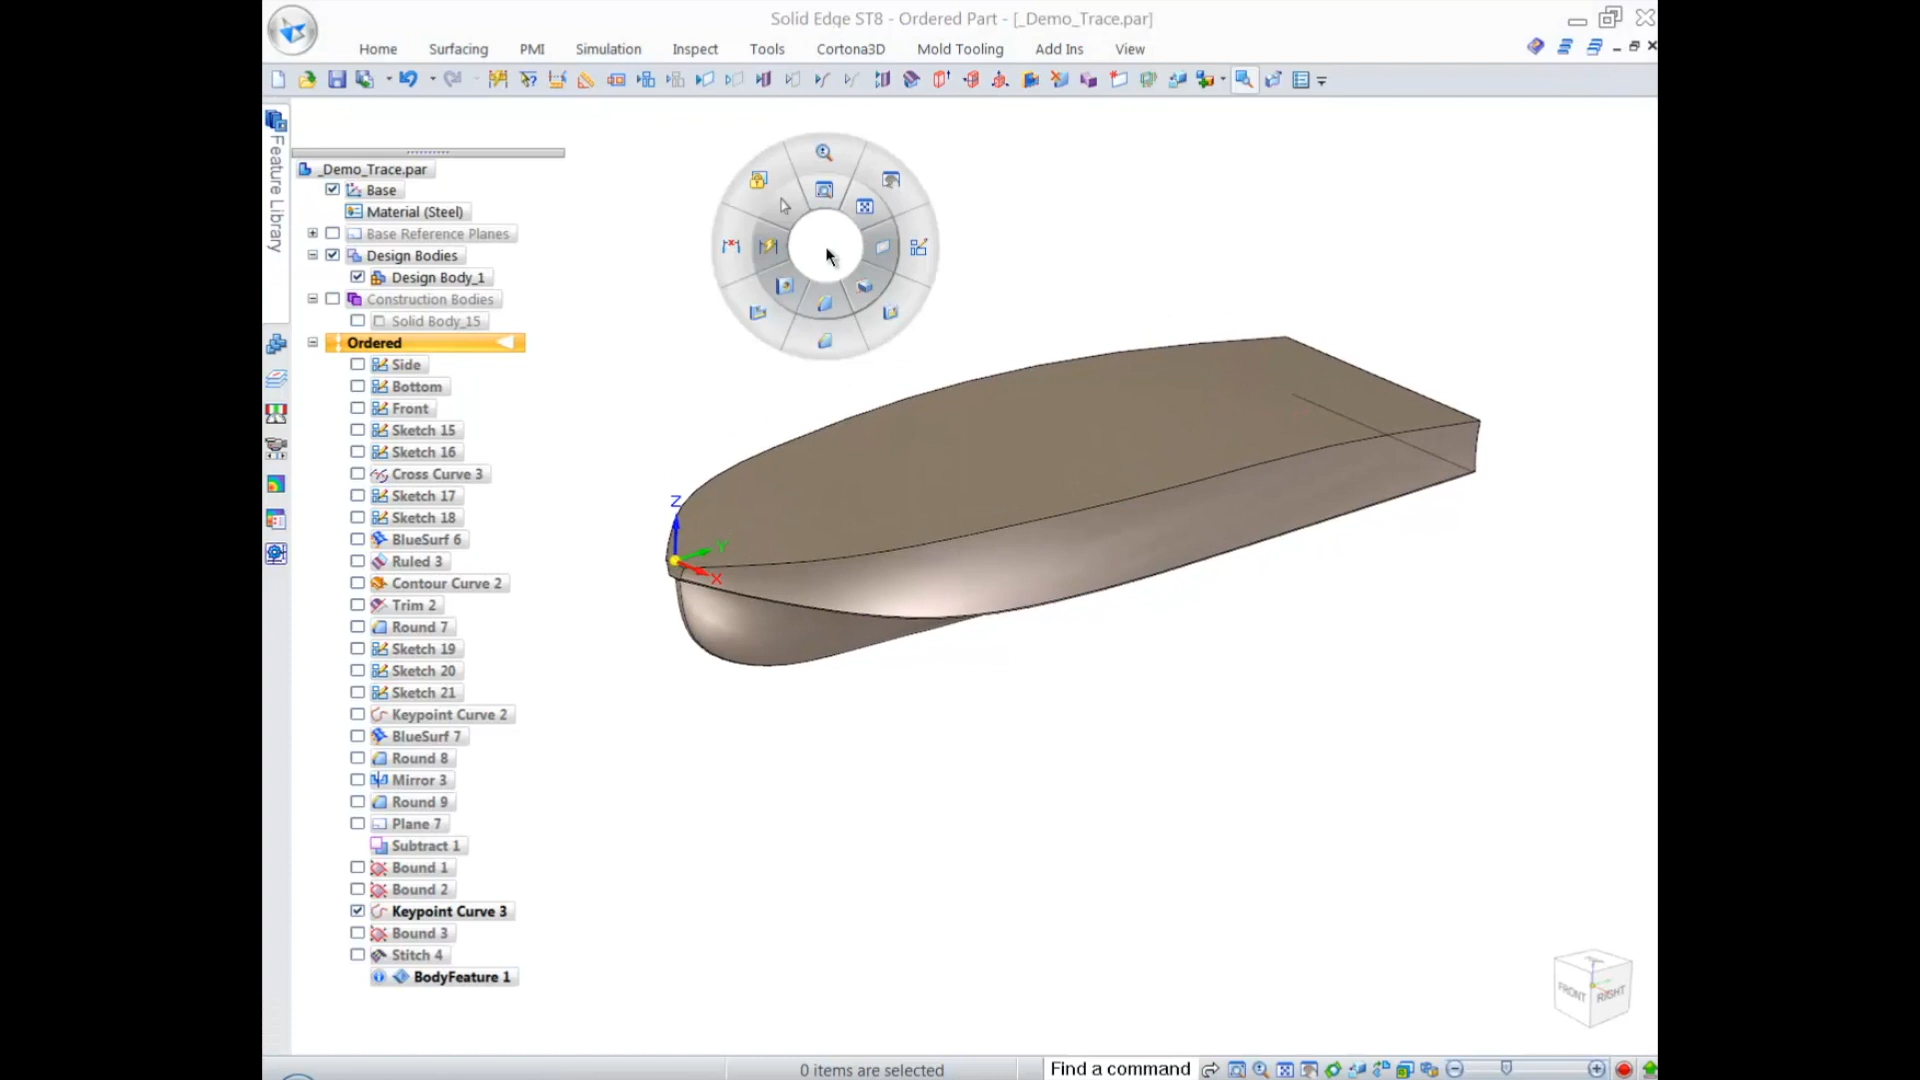 Solid Edge ST8 - Ordered Part - [_Demo_Trace.par]
Home Surfacing PMI Simulation Inspect Tools Cortona3D Mold Tooling Add Ins View
Feature Library
_Demo_Trace.par
Base
Material (Steel)
Base Reference Planes
Design Bodies
Design Body_1
Construction Bodies
Solid Body_15
Ordered
Side
Bottom
Front
Sketch 15
Sketch 16
Cross Curve 3
Sketch 17
Sketch 18
BlueSurf 6
Ruled 3
Contour Curve 2
Trim 2
Round 7
Sketch 19
Sketch 20
Sketch 21
Keypoint Curve 2
BlueSurf 7
Round 8
Mirror 3
Round 9
Plane 7
Subtract 1
Bound 1
Bound 2
Keypoint Curve 3
Bound 3
Stitch 4
BodyFeature 1
Z
Y
X
FRONT RIGHT
0 items are selected
Find a command